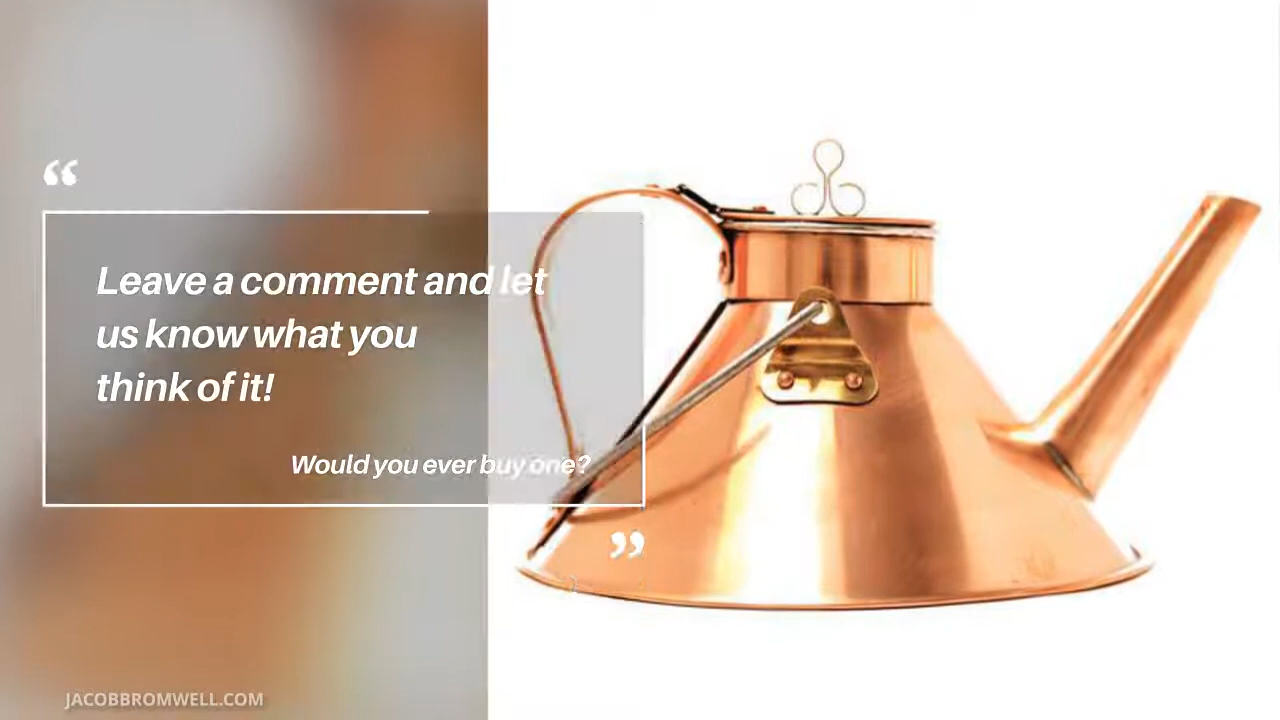 “
Leave a comment and let
us know what you
think of it!
Would you ever buy one?
”
JACOBBROMWELL.COM